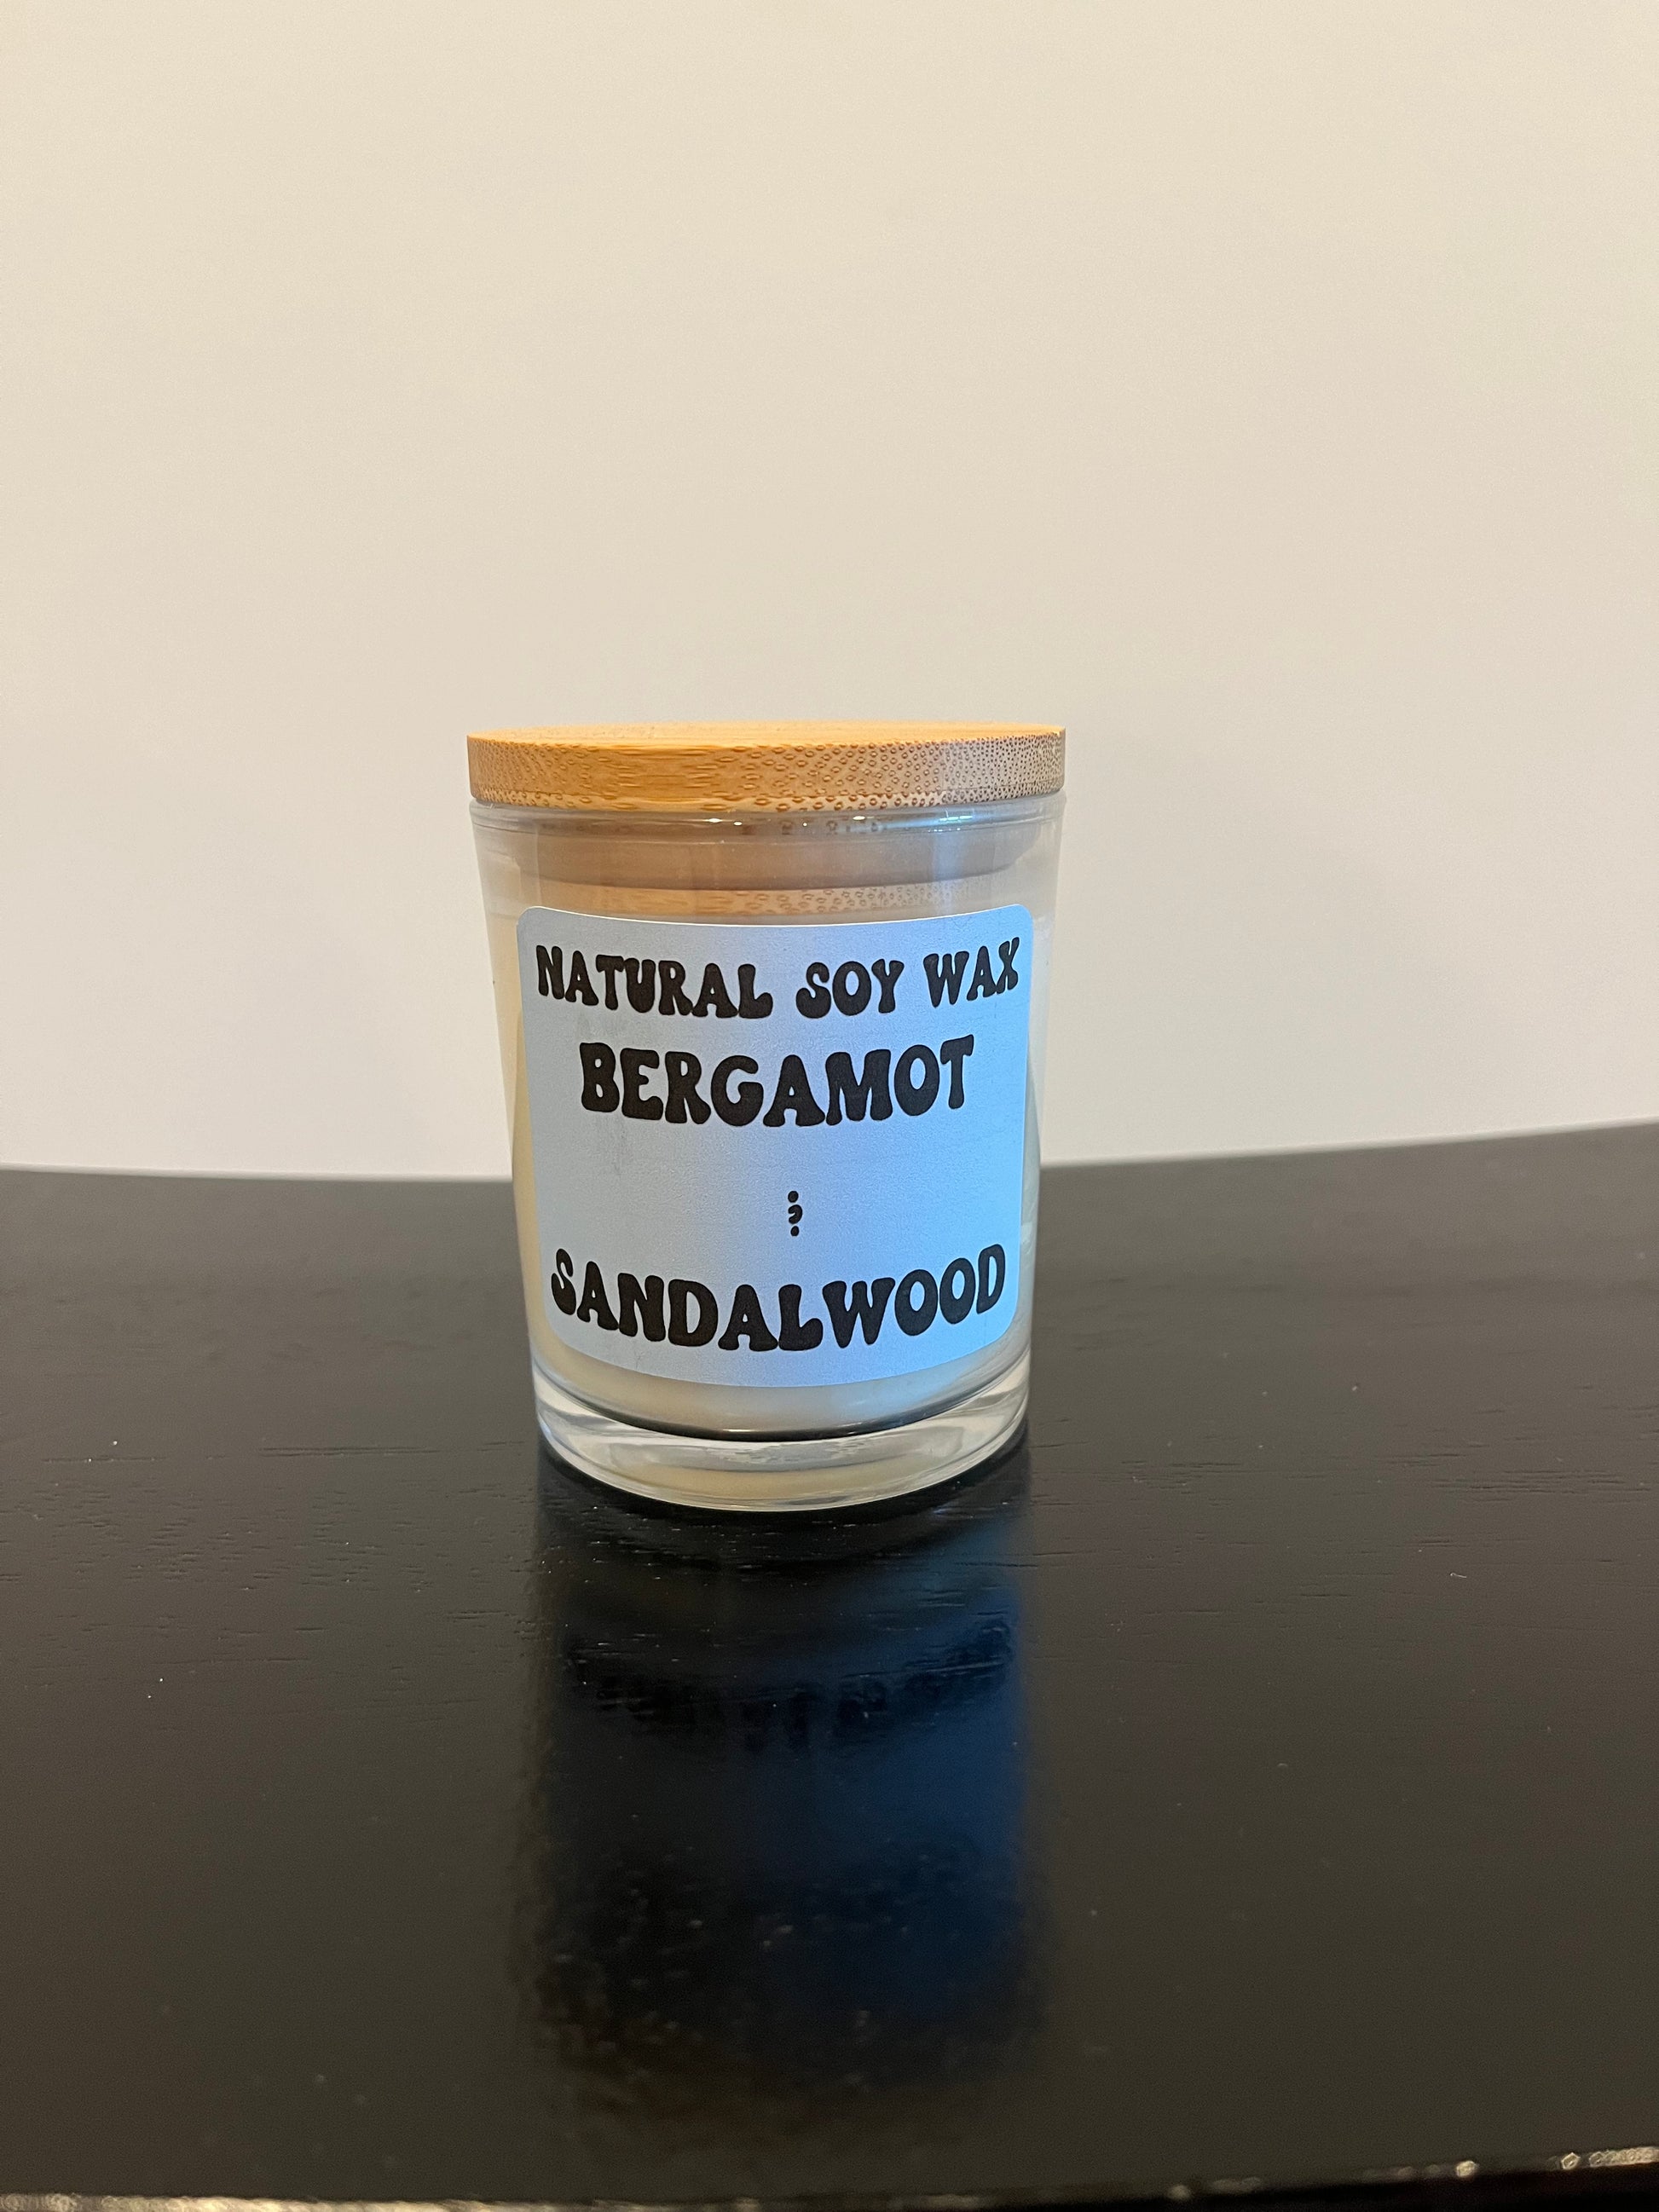 NATURAL SOY WAX
BERGAMOT
;
SANDALWOOD